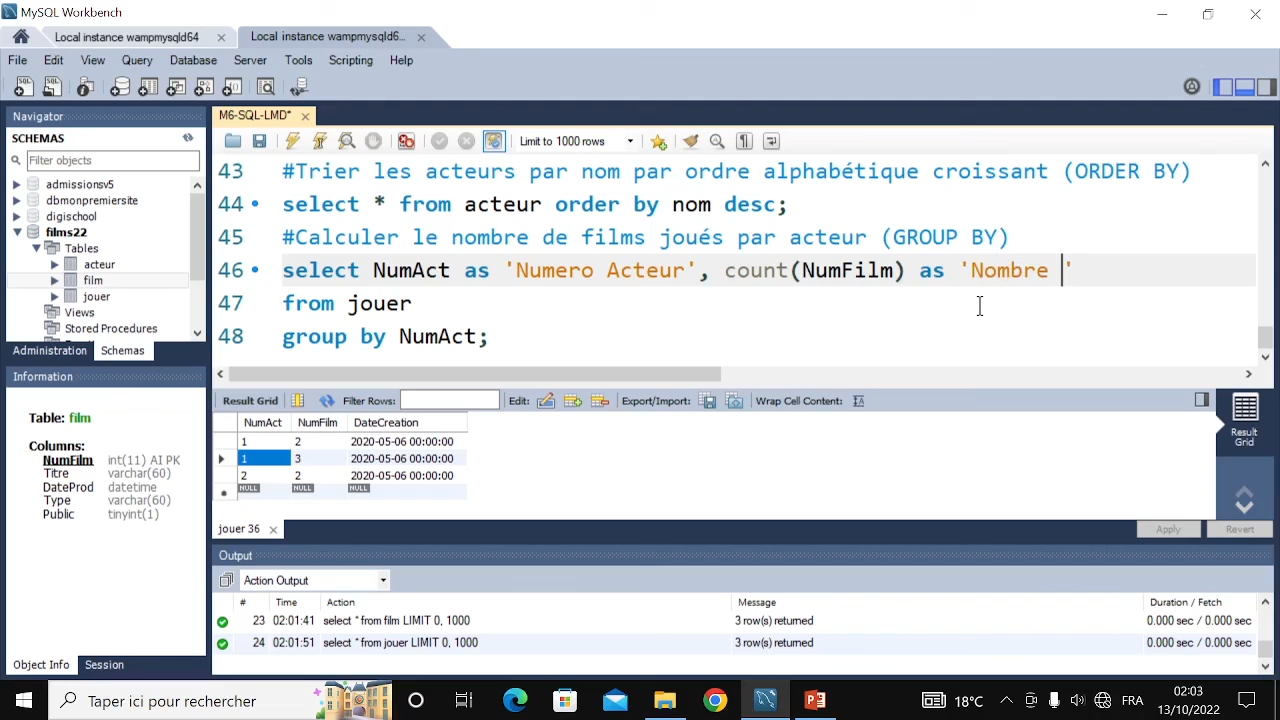 MySQL Workbench
Local instance wampmysqld64
Local instance wampmysqld6...
File Edit View Query Database Server Tools Scripting Help
Navigator
M6-SQL-LMD*
SCHEMAS
Limit to 1000 rows
Filter objects
admissionsv5
dbmonpremiersite
digischool
films22
Tables
acteur
film
jouer
Views
Stored Procedures
43 #Trier les acteurs par nom par ordre alphabétique croissant (ORDER BY)
44 select * from acteur order by nom desc;
45 #Calculer le nombre de films joués par acteur (GROUP BY)
46 select NumAct as 'Numero Acteur', count(NumFilm) as 'Nombre '
47 from jouer
48 group by NumAct;
Administration Schemas
Information
Table: film
Columns:
NumFilm int(11) AI PK
Titre varchar(60)
DateProd datetime
Type varchar(60)
Public tinyint(1)
Object Info Session
Result Grid Filter Rows: Edit: Export/Import: Wrap Cell Content:
NumAct NumFilm DateCreation
1 2 2020-05-06 00:00:00
1 3 2020-05-06 00:00:00
2 2 2020-05-06 00:00:00
NULL NULL NULL
Result
Grid
jouer 36
Apply Revert
Output
Action Output
# Time Action Message Duration / Fetch
23 02:01:41 select * from film LIMIT 0, 1000 3 row(s) returned 0.000 sec / 0.000 sec
24 02:01:51 select * from jouer LIMIT 0, 1000 3 row(s) returned 0.000 sec / 0.000 sec
Taper ici pour rechercher
18°C
FRA
02:03
13/10/2022